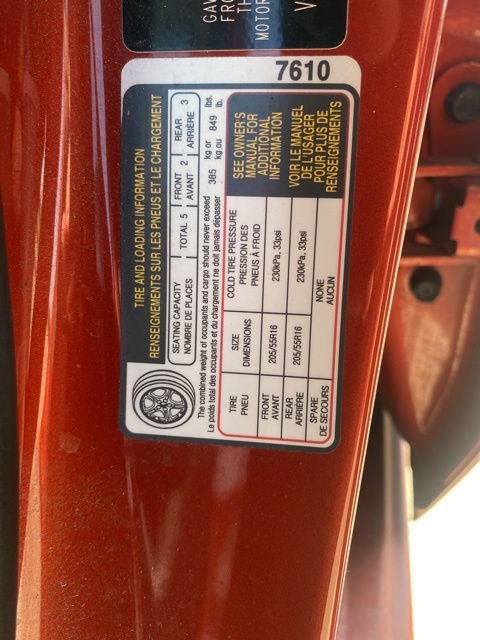 GAV
FRO
TH
MOTOR
V
7610
TIRE AND LOADING INFORMATION
RENSEIGNEMENTS SUR LES PNEUS ET LE CHARGEMENT
SEATING CAPACITY
NOMBRE DE PLACES
TOTAL 5
FRONT 2
AVANT
REAR 3
ARRIÈRE
The combined weight of occupants and cargo should never exceed 385 kg or 849 lbs.
Le poids total des occupants et du chargement ne doit jamais dépasser kg ou lb.
TIRE SIZE COLD TIRE PRESSURE
PNEU DIMENSIONS PRESSION DES
PNEUS À FROID
FRONT 205/55R16 230kPa, 33psi
AVANT
REAR 205/55R16 230kPa, 33psi
ARRIÈRE
SPARE NONE
DE SECOURS AUCUN
SEE OWNER'S
MANUAL FOR
ADDITIONAL
INFORMATION
VOIR LE MANUEL
DE L'USAGER
POUR PLUS DE
RENSEIGNEMENTS